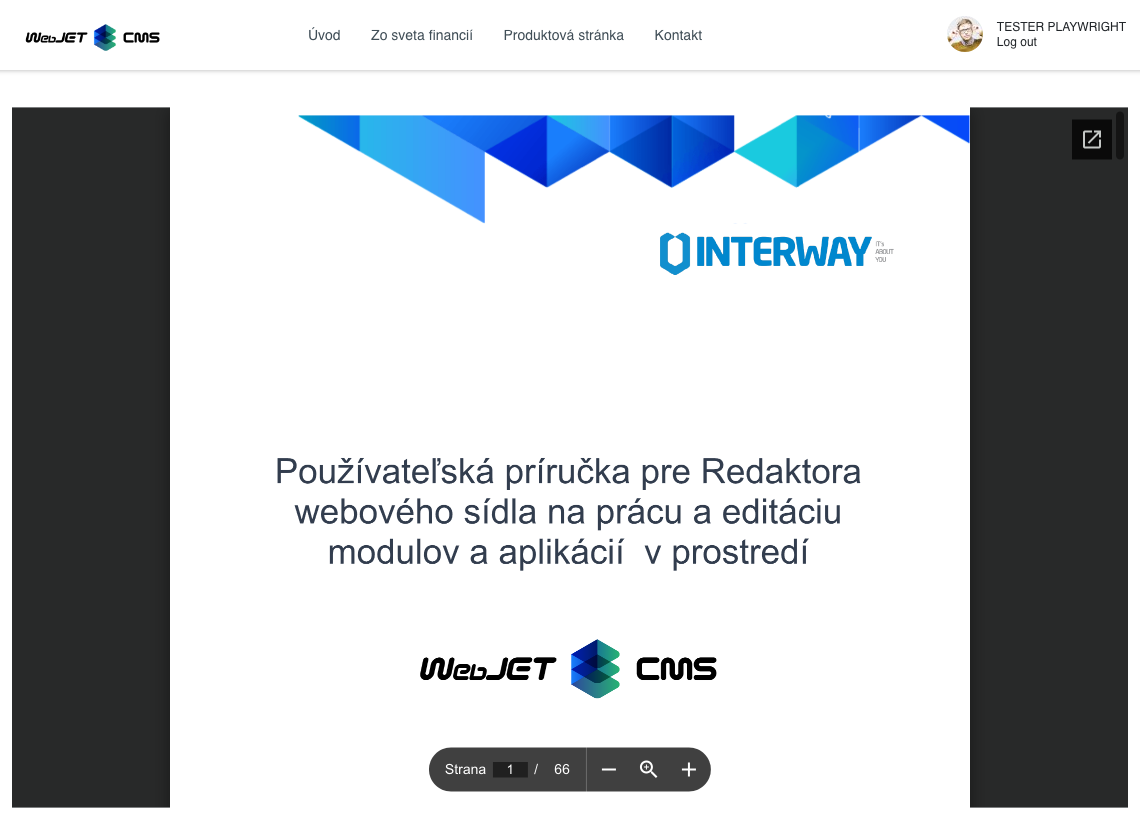 WebJET CMS
Úvod
Zo sveta financií
Produktová stránka
Kontakt
TESTER PLAYWRIGHT
Log out
INTERWAY
IT's
ABOUT
YOU
Používateľská príručka pre Redaktora
webového sídla na prácu a editáciu
modulov a aplikácií v prostredí
WebJET CMS
Strana 1 / 66